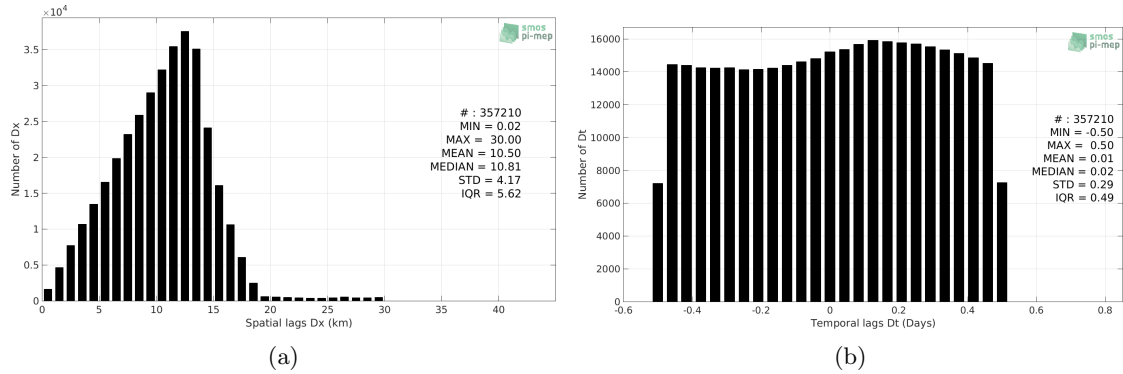 ×10⁴
3.5
3
2.5
2
1.5
1
0.5
0
Number of Dx
0
5
10
15
20
25
30
35
40
Spatial lags Dx (km)
smos
pi-mep
# : 357210
MIN = 0.02
MAX = 30.00
MEAN = 10.50
MEDIAN = 10.81
STD = 4.17
IQR = 5.62
(a)
16000
14000
12000
10000
8000
6000
4000
2000
0
Number of Dt
-0.6
-0.4
-0.2
0
0.2
0.4
0.6
0.8
Temporal lags Dt (Days)
smos
pi-mep
# : 357210
MIN = -0.50
MAX = 0.50
MEAN = 0.01
MEDIAN = 0.02
STD = 0.29
IQR = 0.49
(b)